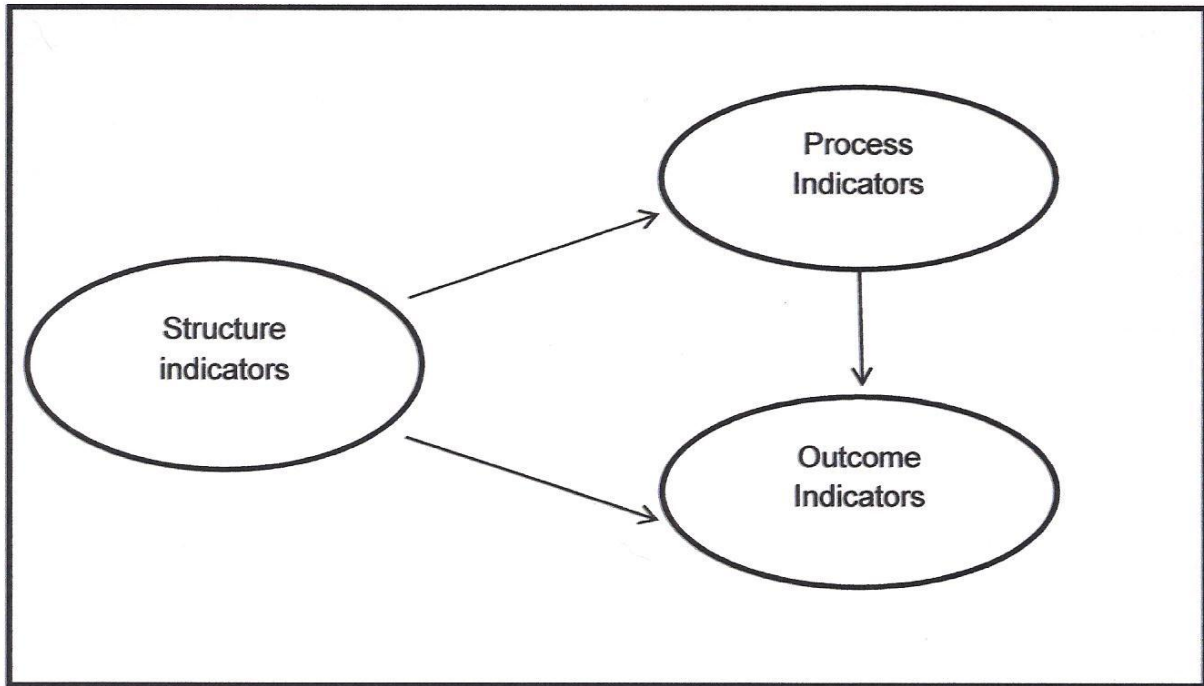 Process
Indicators
Structure
indicators
Outcome
Indicators